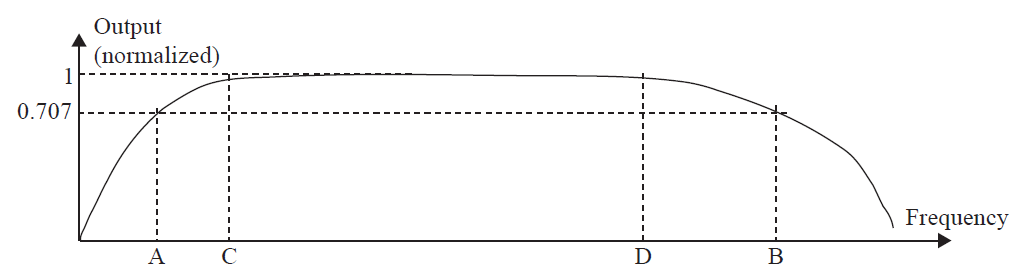 Output
(normalized)
1
0.707
Frequency
A C D B